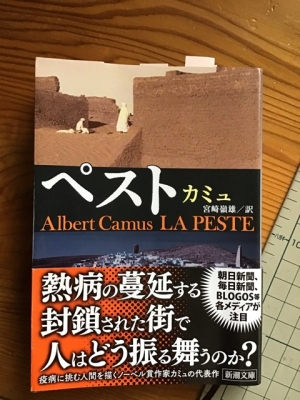 ペスト カミュ
宮崎嶺雄/訳
Albert Camus LA PESTE
朝日新聞、
毎日新聞、
BLOGOS等
各メディアが
注目
熱病の蔓延する
封鎖された街で
人はどう振る舞うのか?
疫病に挑む人間を描くノーベル賞作家カミュの代表作
新潮文庫